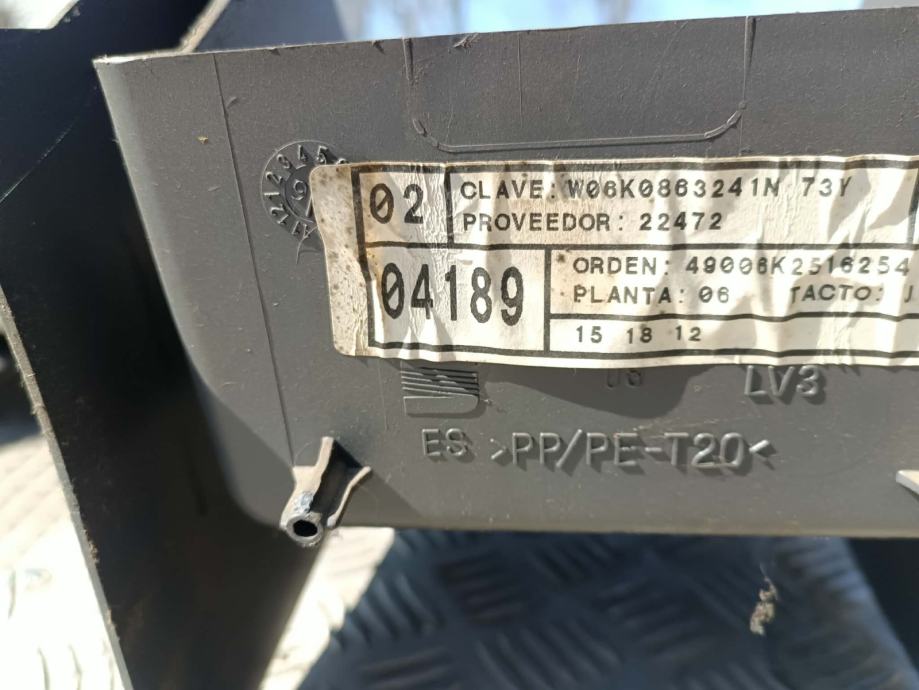 02
CLAVE: W06K0863241N 73Y
PROVEEDOR: 22472
04189
ORDEN: 49006K2516254
PLANTA: 06 TACTO: J
15 18 12
LV3
ES >PP/PE-T20<